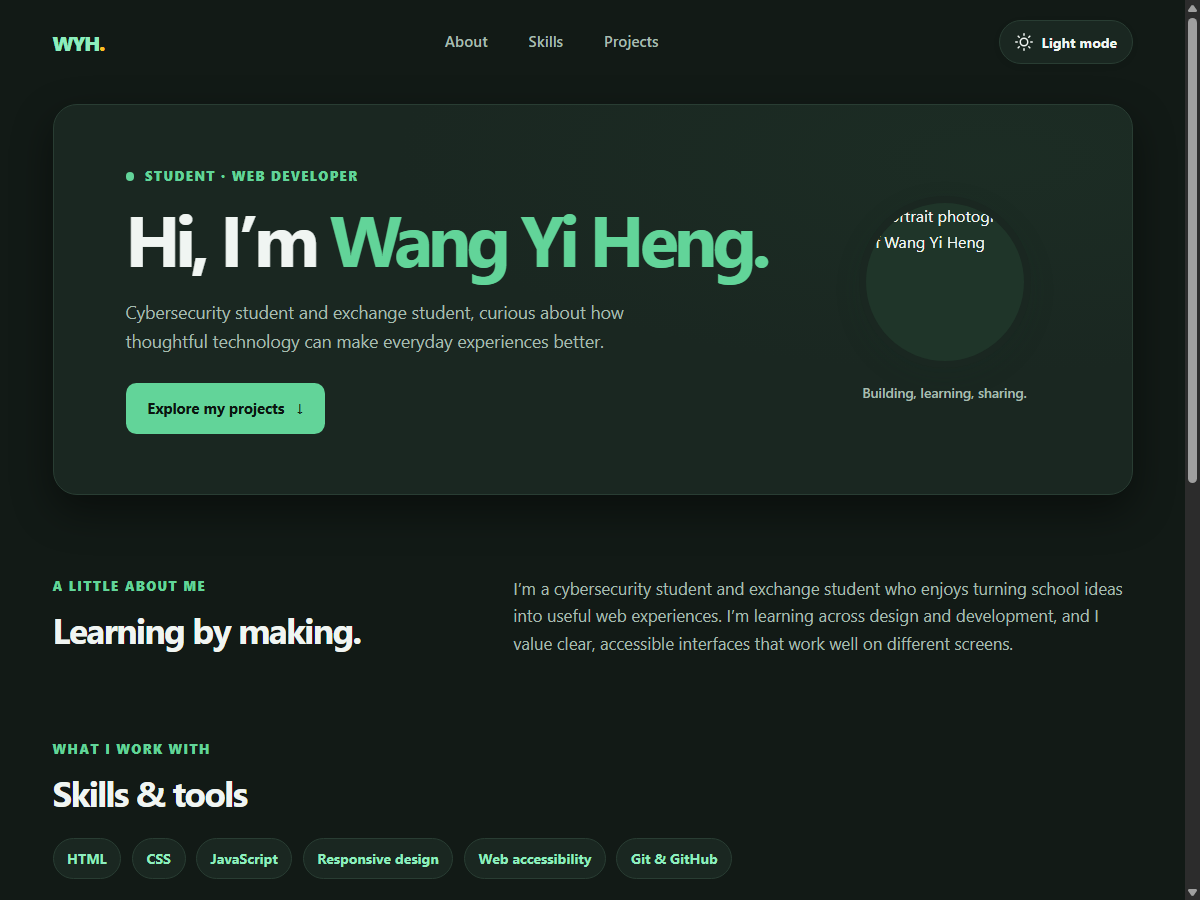 WYH.
About
Skills
Projects
Light mode
STUDENT · WEB DEVELOPER
Hi, I’m Wang Yi Heng.
rtrait photog
Wang Yi Heng
Cybersecurity student and exchange student, curious about how
thoughtful technology can make everyday experiences better.
Explore my projects ↓
Building, learning, sharing.
A LITTLE ABOUT ME
Learning by making.
I’m a cybersecurity student and exchange student who enjoys turning school ideas
into useful web experiences. I’m learning across design and development, and I
value clear, accessible interfaces that work well on different screens.
WHAT I WORK WITH
Skills & tools
HTML
CSS
JavaScript
Responsive design
Web accessibility
Git & GitHub